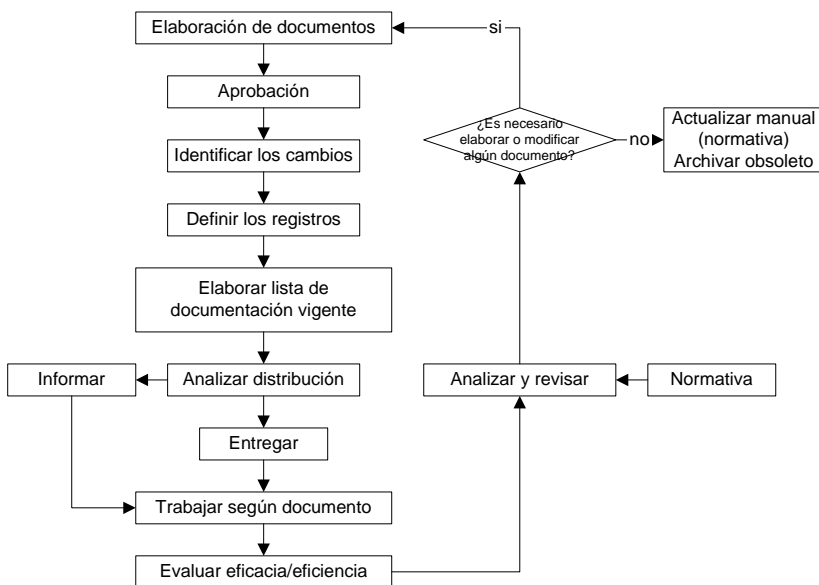 Elaboración de documentos
si
Aprobación
¿Es necesario
elaborar o modificar
algún documento?
no
Actualizar manual
(normativa)
Archivar obsoleto
Identificar los cambios
Definir los registros
Elaborar lista de
documentación vigente
Informar
Analizar distribución
Analizar y revisar
Normativa
Entregar
Trabajar según documento
Evaluar eficacia/eficiencia